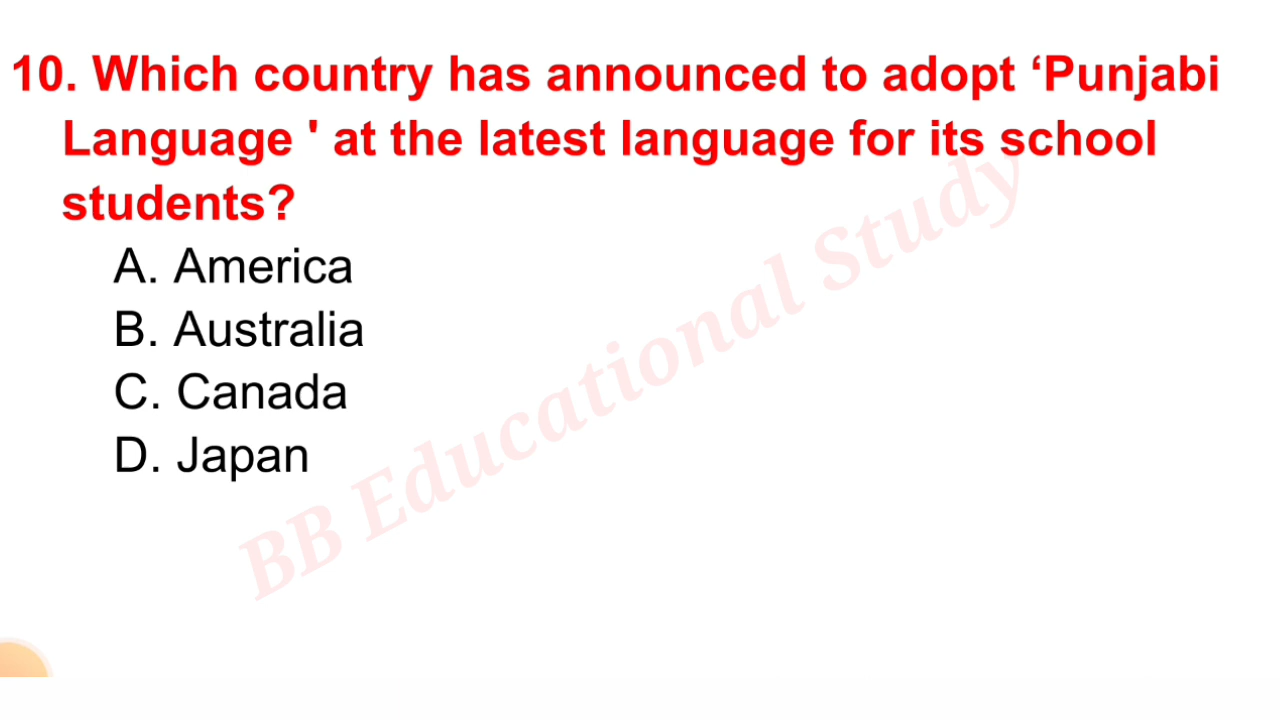 10. Which country has announced to adopt ‘Punjabi
Language ' at the latest language for its school
students?
A. America
B. Australia
C. Canada
D. Japan
BB Educational Study